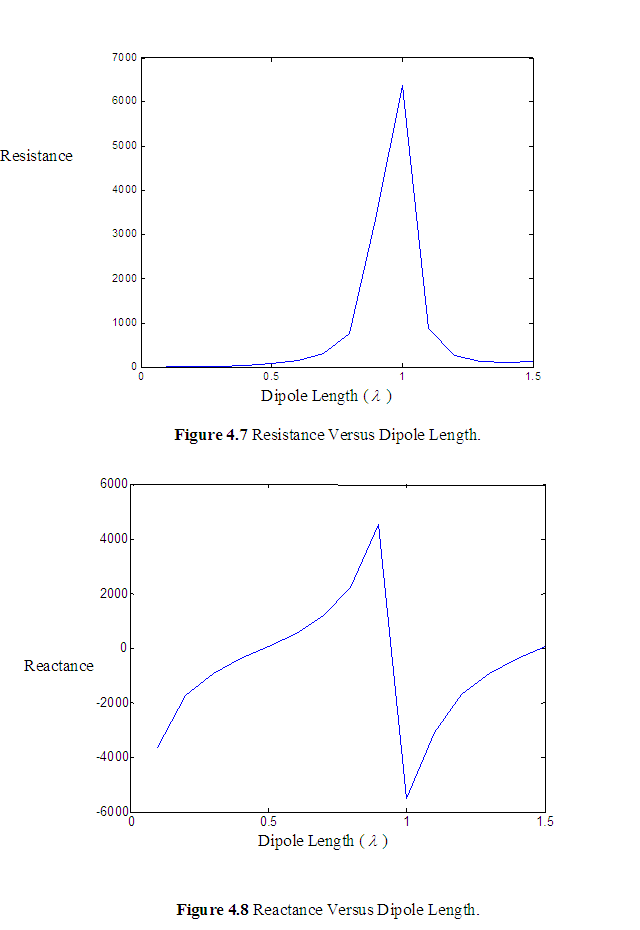 7000
6000
Resistance
5000
4000
3000
2000
1000
0
0 0.5 1 1.5
Dipole Length (λ)
Figure 4.7 Resistance Versus Dipole Length.
6000
4000
2000
0
Reactance
-2000
-4000
-6000
0 0.5 1 1.5
Dipole Length (λ)
Figure 4.8 Reactance Versus Dipole Length.